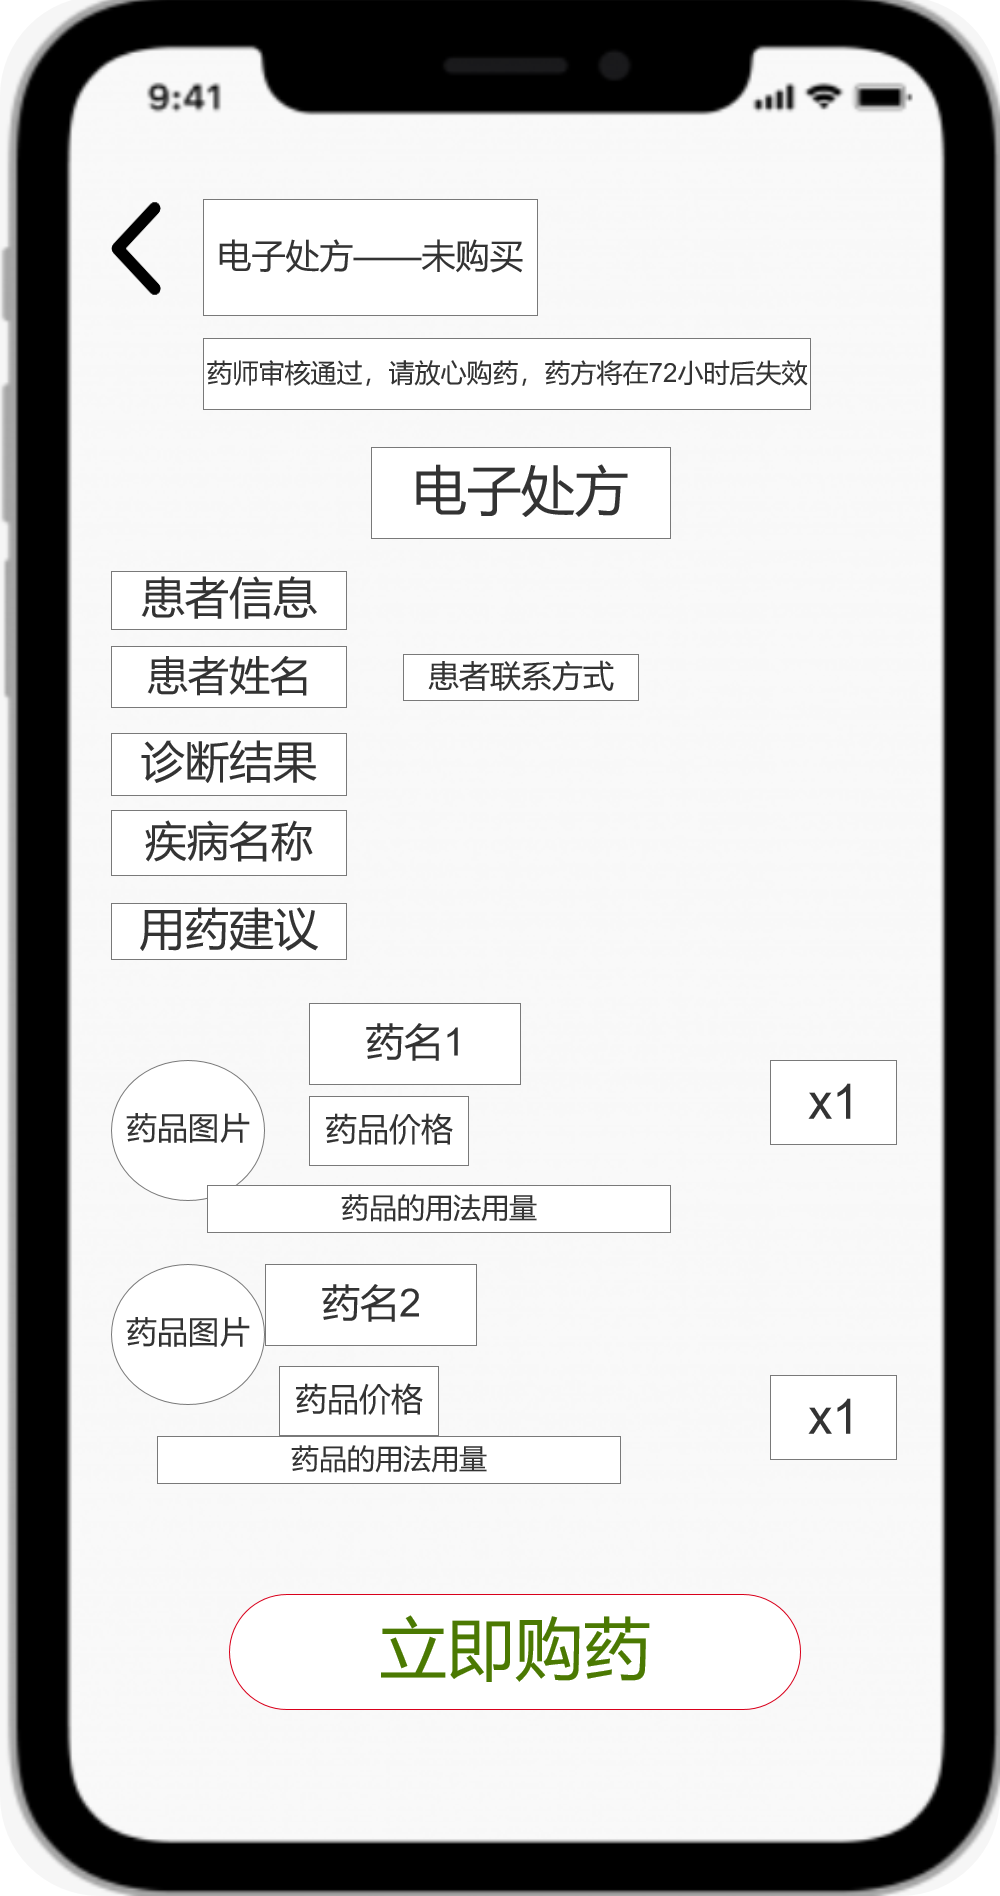 9:41
电子处方——未购买
药师审核通过，请放心购药，药方将在72小时后失效
电子处方
患者信息
患者姓名 患者联系方式
诊断结果
疾病名称
用药建议
药名1
药品图片 药品价格 x1
药品的用法用量
药品图片 药名2
药品价格 x1
药品的用法用量
立即购药